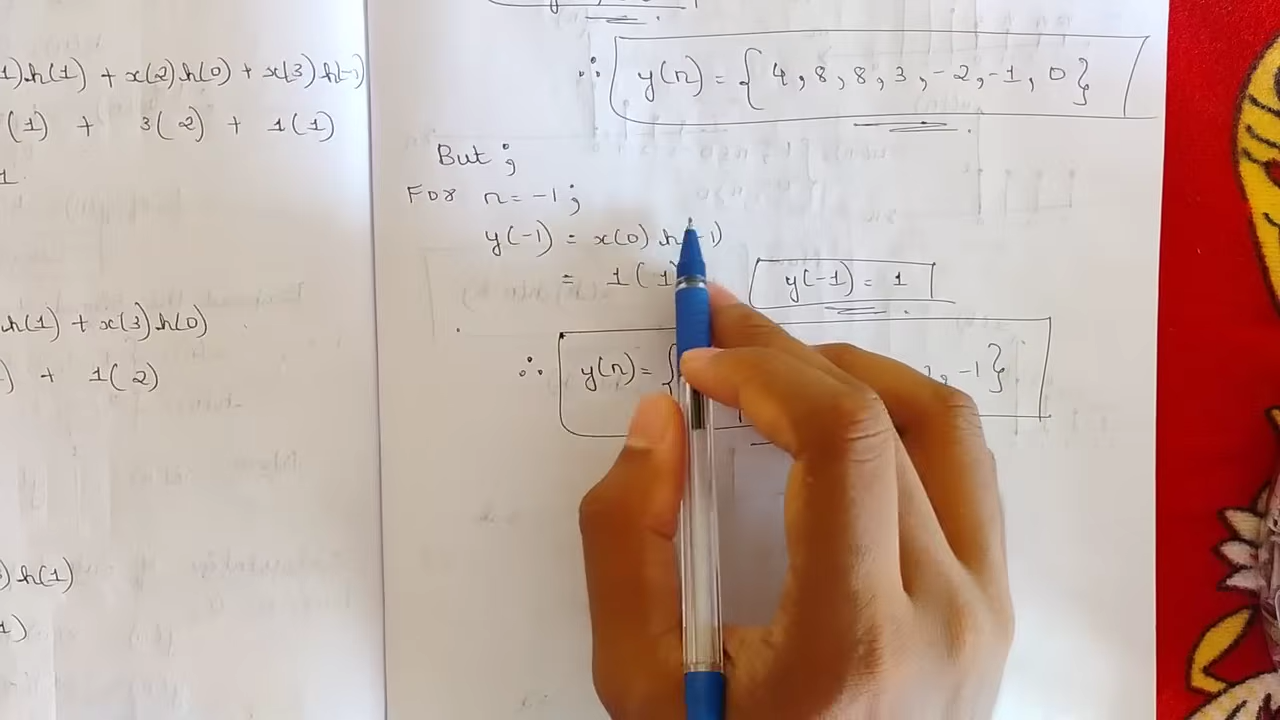 1)h(1) + x(2)h(0) + x(3)h(-1)
(1) + 3(2) + 1(1)
1
h(1) + x(3)h(0)
) + 1(2)
) h(1)
1)
∴ y(n) = { 4, 8, 8, 3, -2, -1, 0 }
But ;
For n = -1 ;
y(-1) = x(0) h(-1)
= 1(1)
y(-1) = 1
∴ y(n) = { , -1 }